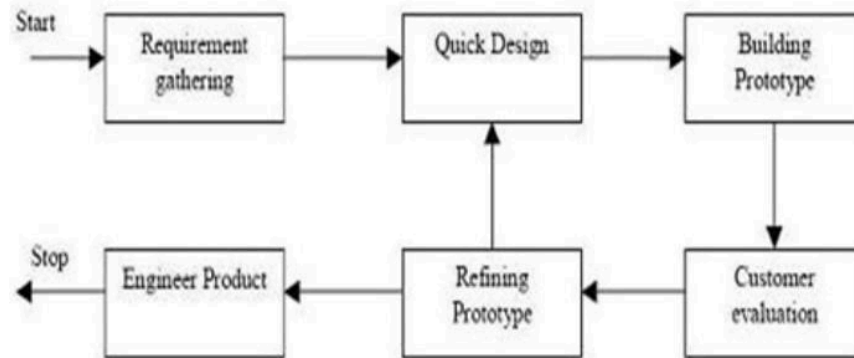 Start
Requirement
gathering
Quick Design
Building
Prototype
Stop
Engineer Product
Refining
Prototype
Customer
evaluation